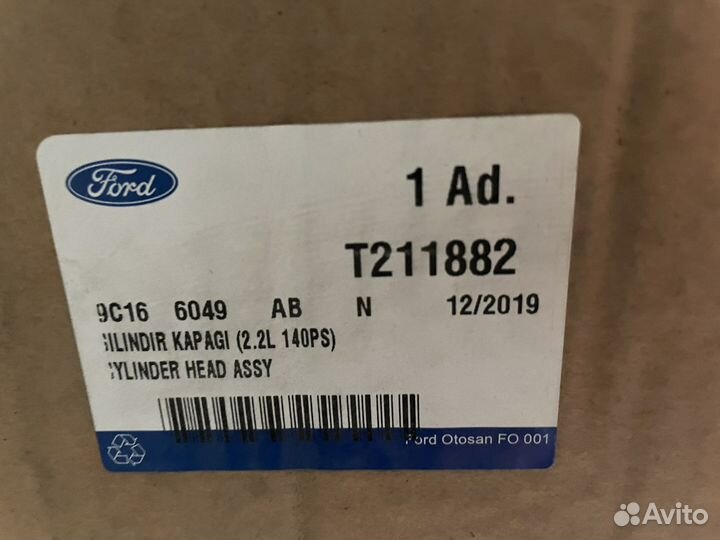 Ford
1 Ad.
T211882
9C16 6049 AB N 12/2019
SILINDIR KAPAGI (2.2L 140PS)
CYLINDER HEAD ASSY
Ford Otosan FO 001
Avito